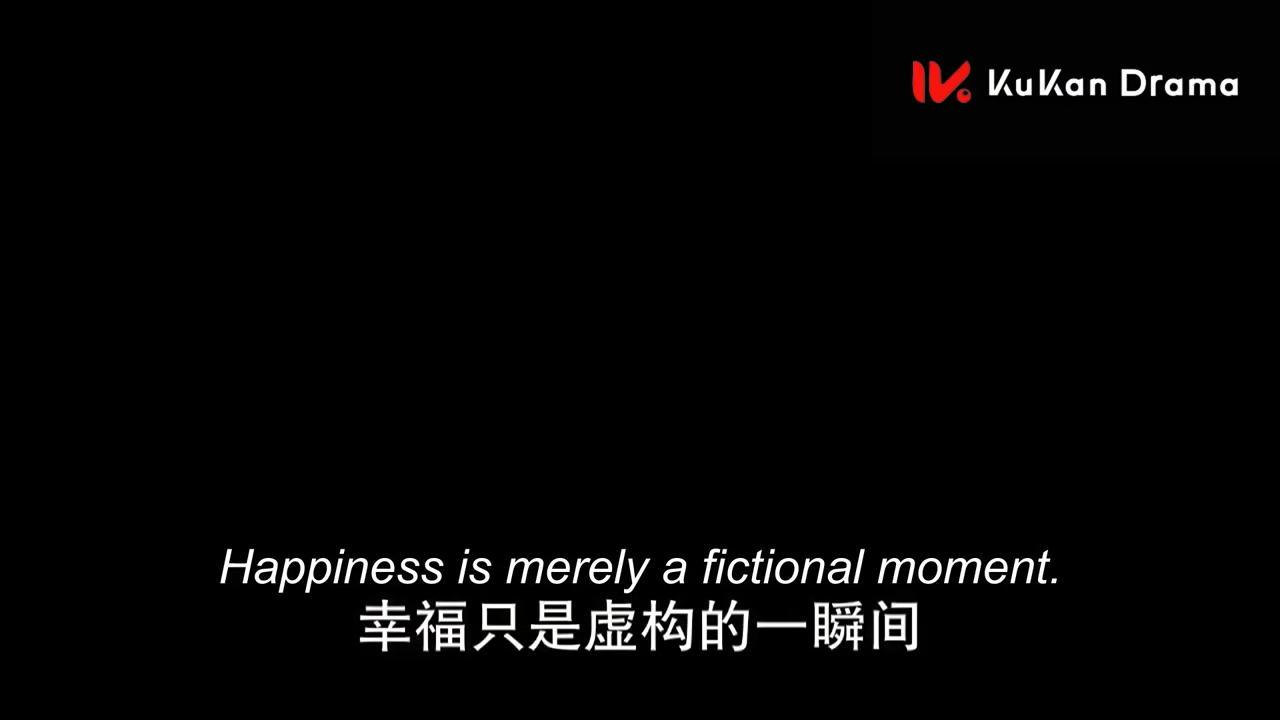 KuKan Drama
Happiness is merely a fictional moment.
幸福只是虚构的一瞬间